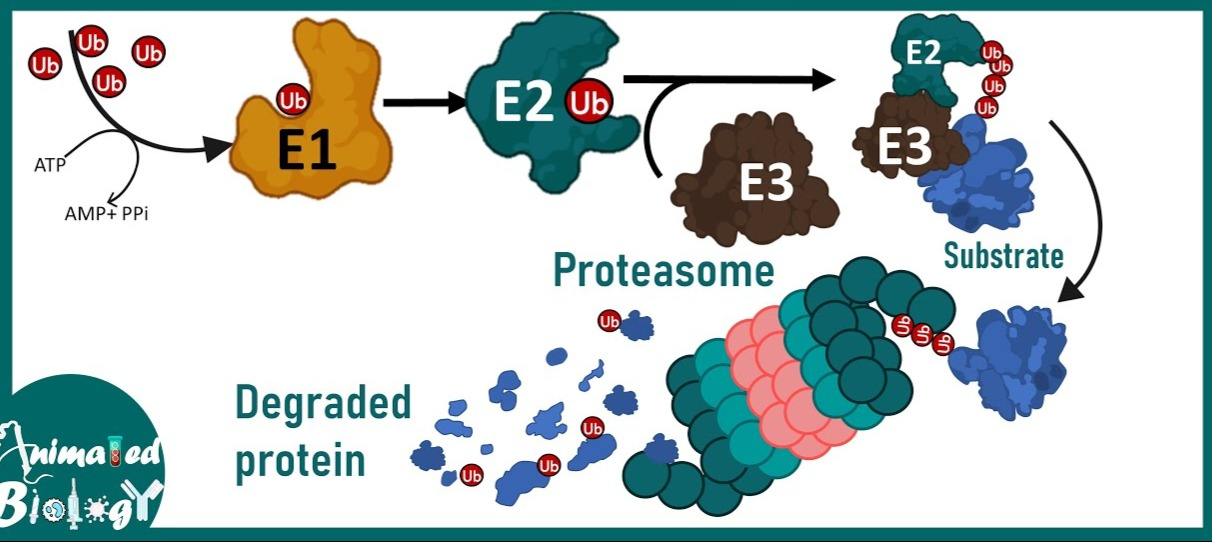 Ub
Ub
Ub
Ub
ATP
AMP+ PPi
Ub
E1
E2
Ub
E3
E2
Ub
Ub
Ub
Ub
E3
Substrate
Proteasome
Ub
Ub
Ub
Ub
Degraded
protein
Ub
Ub
Ub
Animated
Biology